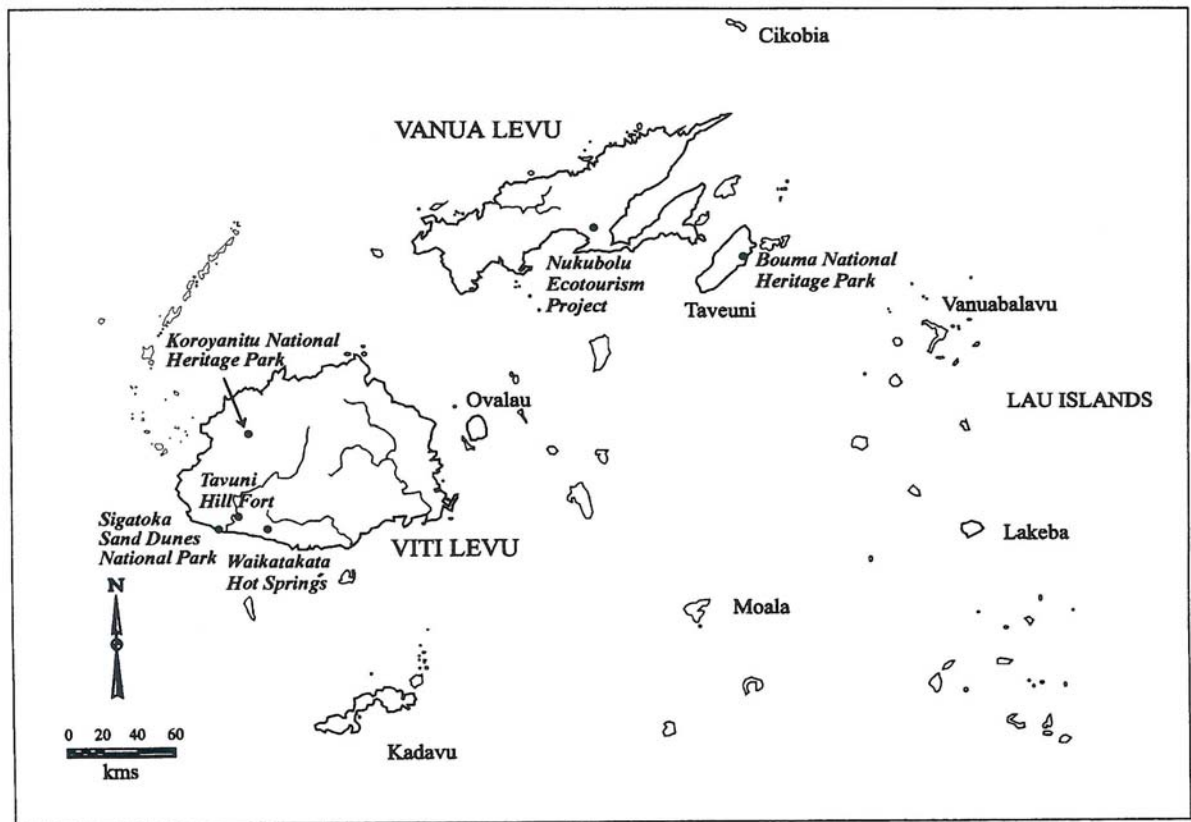 Cikobia
VANUA LEVU
Nukubolu
Ecotourism
Project
Bouma National
Heritage Park
Taveuni
Vanuabalavu
Koroyanitu National
Heritage Park
Ovalau
LAU ISLANDS
Tavuni
Hill Fort
Sigatoka
Sand Dunes
National Park
Waikatakata
Hot Springs
VITI LEVU
Lakeba
N
Moala
Kadavu
0 20 40 60
kms